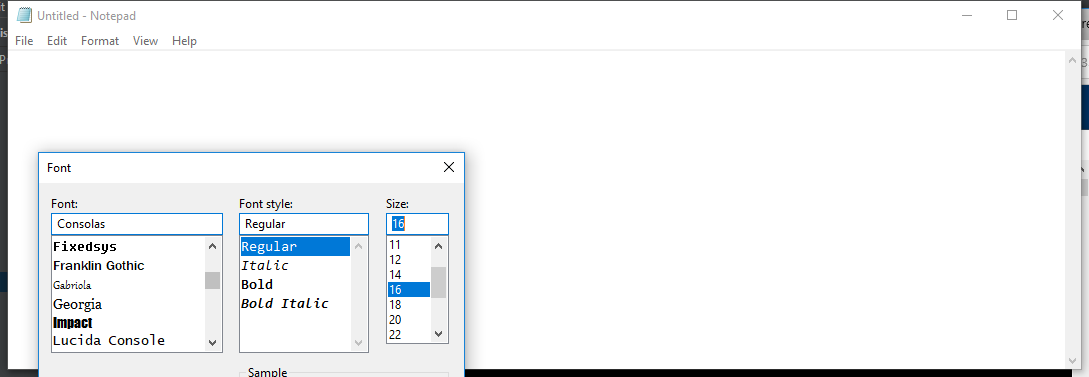 Untitled - Notepad
File Edit Format View Help
Font
Font: Font style: Size:
Consolas Regular 16
Fixedsys Regular 11
Franklin Gothic Italic 12
Gabriola Bold 14
Georgia Bold Italic 16
Impact 18
Lucida Console 20
22
Sample